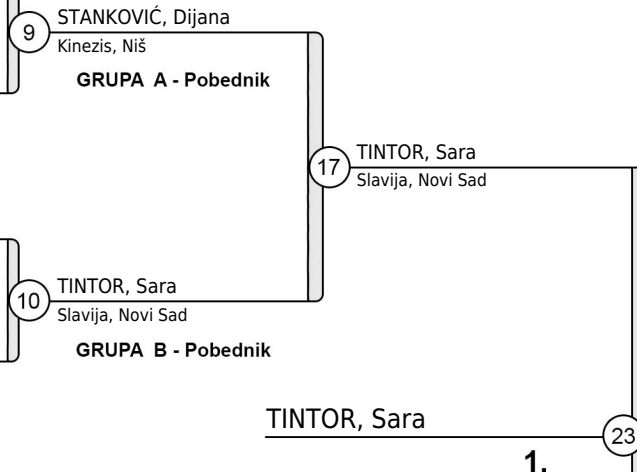 9
STANKOVIĆ, Dijana
Kinezis, Niš
GRUPA A - Pobednik
17
TINTOR, Sara
Slavija, Novi Sad
10
TINTOR, Sara
Slavija, Novi Sad
GRUPA B - Pobednik
TINTOR, Sara
23
1.